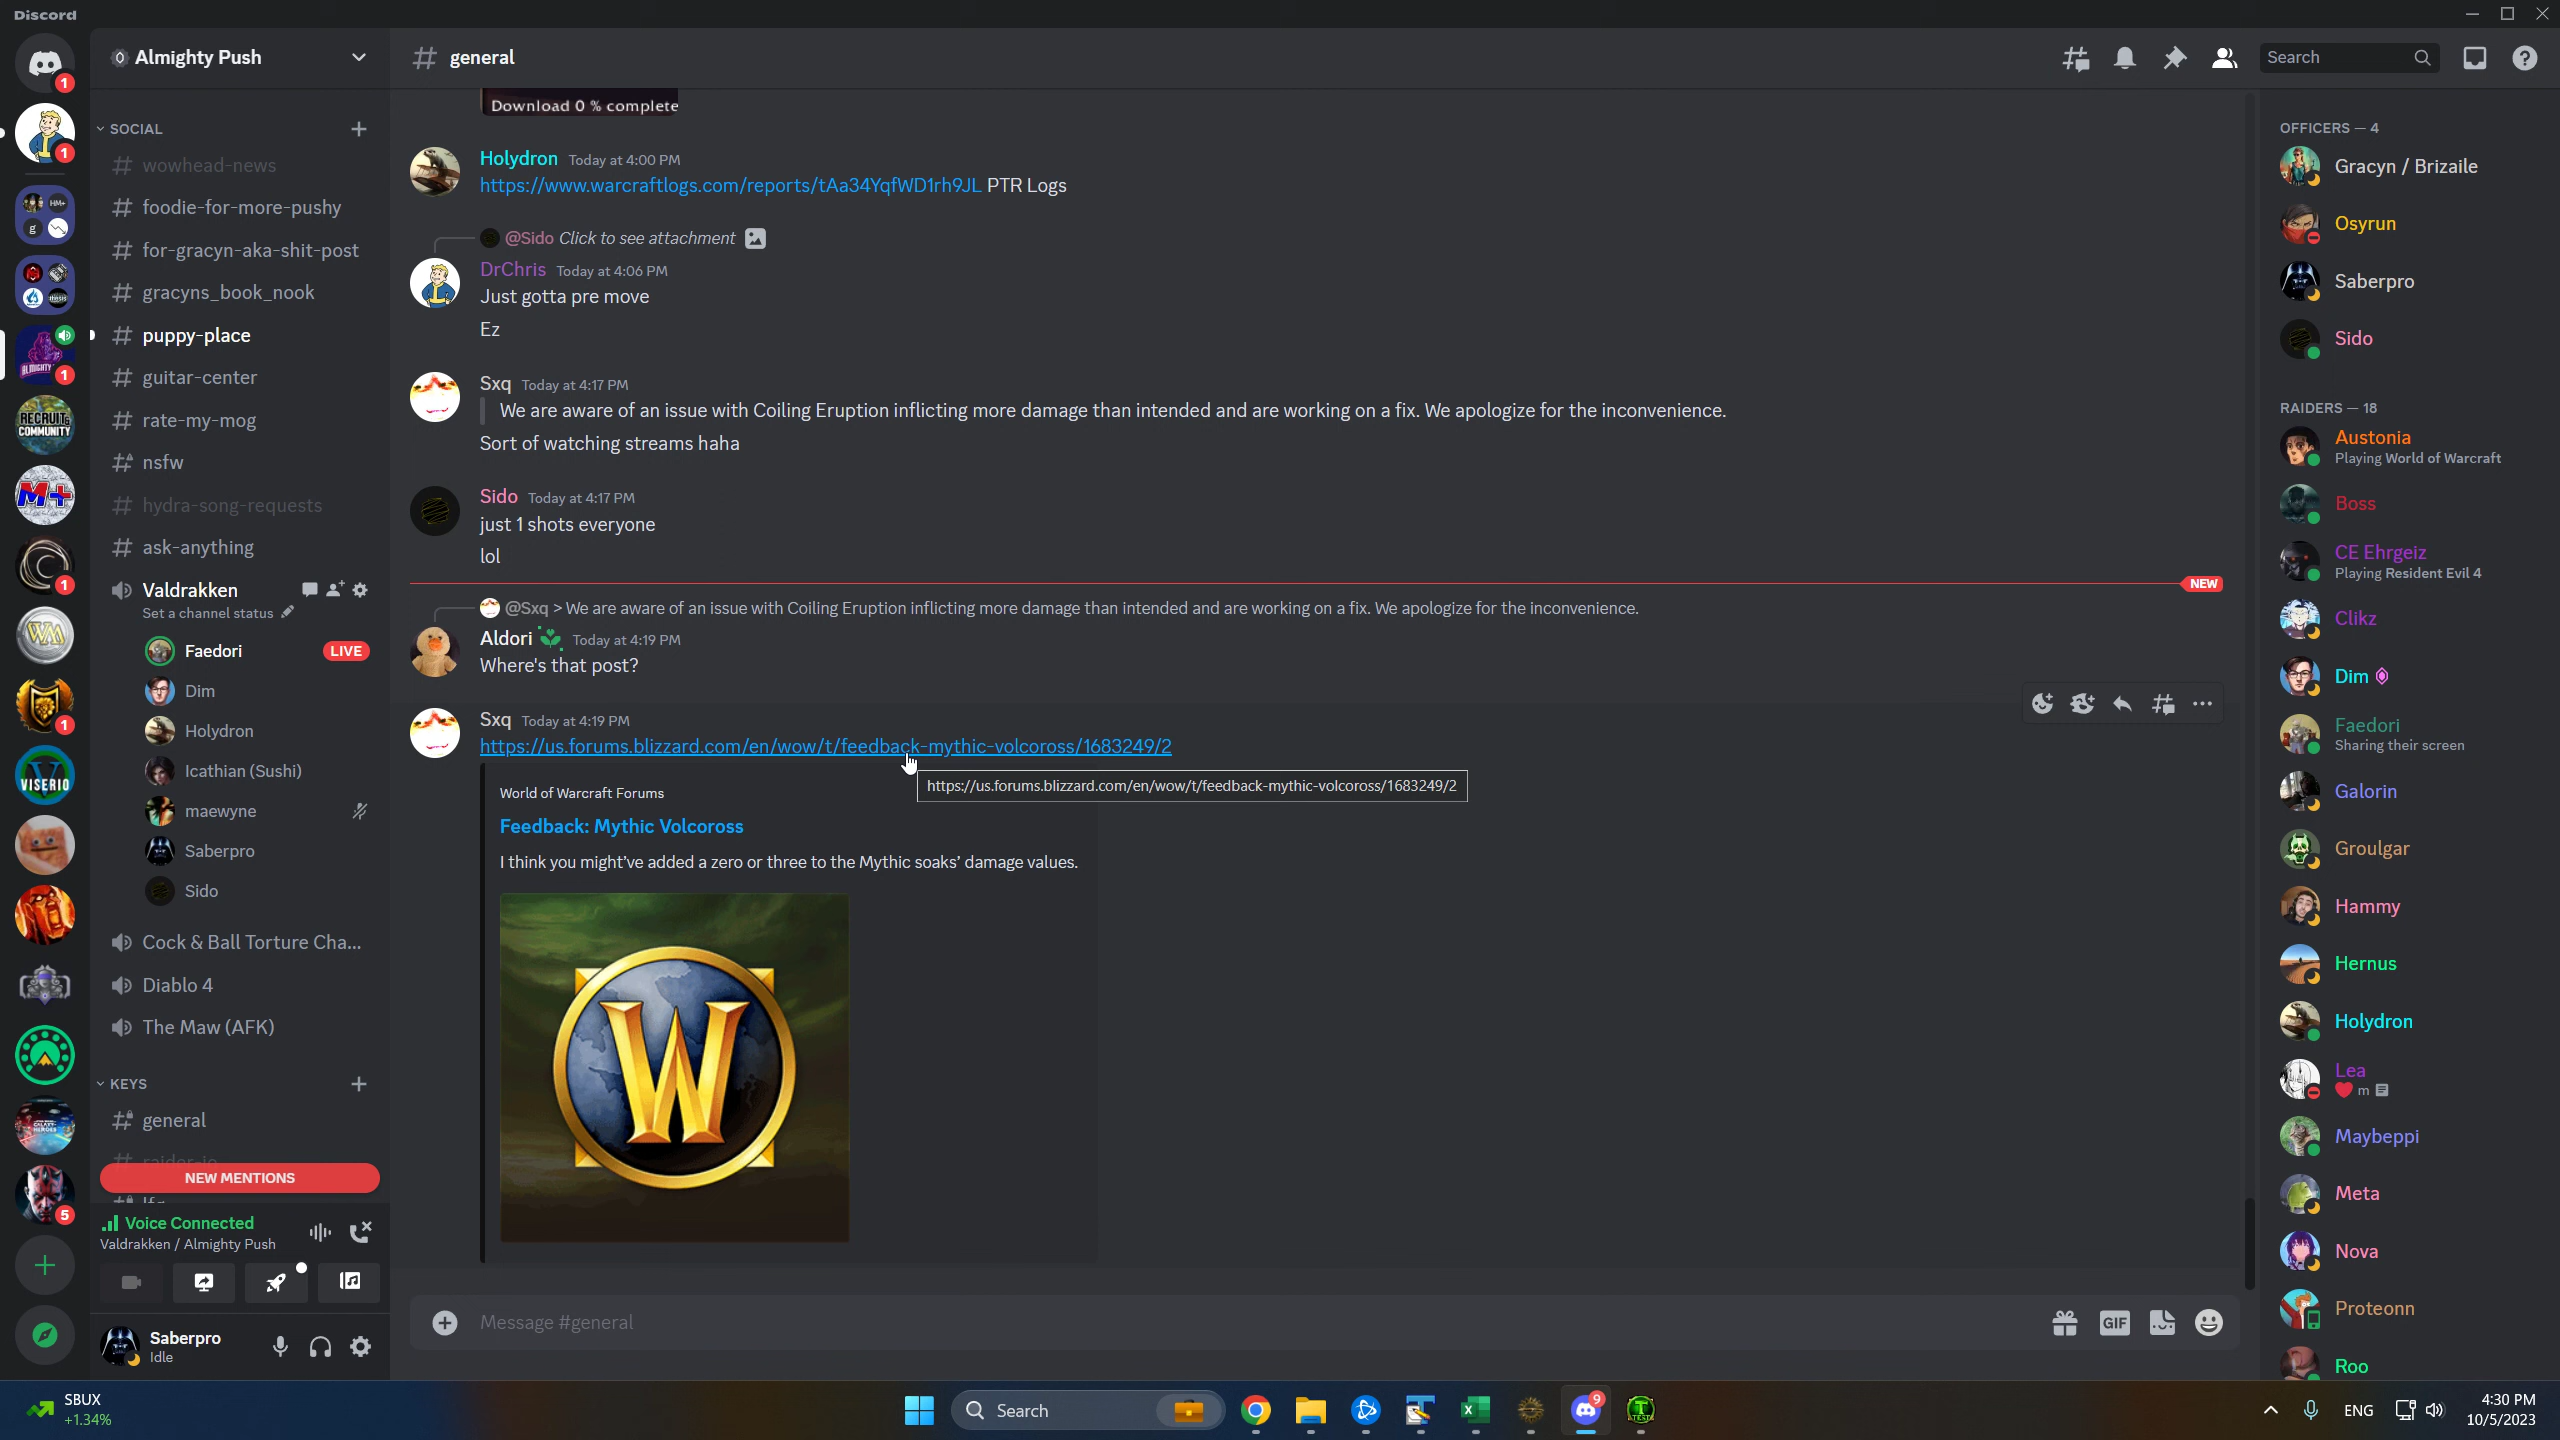 Discord
Almighty Push
general
Search
SOCIAL
wowhead-news
foodie-for-more-pushy
for-gracyn-aka-shit-post
gracyns_book_nook
puppy-place
guitar-center
rate-my-mog
nsfw
hydra-song-requests
ask-anything
Valdrakken
Set a channel status
Faedori
LIVE
Dim
Holydron
Icathian (Sushi)
maewyne
Saberpro
Sido
Cock & Ball Torture Cha...
Diablo 4
The Maw (AFK)
KEYS
general
raider-io
NEW MENTIONS
Voice Connected
Valdrakken / Almighty Push
Saberpro
Idle
Download 0 % complete
Holydron Today at 4:00 PM
https://www.warcraftlogs.com/reports/tAa34YqfWD1rh9JL PTR Logs
@Sido Click to see attachment
DrChris Today at 4:06 PM
Just gotta pre move
Ez
Sxq Today at 4:17 PM
We are aware of an issue with Coiling Eruption inflicting more damage than intended and are working on a fix. We apologize for the inconvenience.
Sort of watching streams haha
Sido Today at 4:17 PM
just 1 shots everyone
lol
NEW
@Sxq > We are aware of an issue with Coiling Eruption inflicting more damage than intended and are working on a fix. We apologize for the inconvenience.
Aldori Today at 4:19 PM
Where's that post?
Sxq Today at 4:19 PM
https://us.forums.blizzard.com/en/wow/t/feedback-mythic-volcoross/1683249/2
https://us.forums.blizzard.com/en/wow/t/feedback-mythic-volcoross/1683249/2
World of Warcraft Forums
Feedback: Mythic Volcoross
I think you might've added a zero or three to the Mythic soaks' damage values.
W
Message #general
GIF
OFFICERS — 4
Gracyn / Brizaile
Osyrun
Saberpro
Sido
RAIDERS — 18
Austonia
Playing World of Warcraft
Boss
CE Ehrgeiz
Playing Resident Evil 4
Clikz
Dim
Faedori
Sharing their screen
Galorin
Groulgar
Hammy
Hernus
Holydron
Lea
m
Maybeppi
Meta
Nova
Proteonn
Roo
1
1
HM+
g
ALMIGHTY
1
RECRUIT
COMMUNITY
M+
1
WM
1
VISERIO
5
SBUX
+1.34%
Search
9
ENG
4:30 PM
10/5/2023